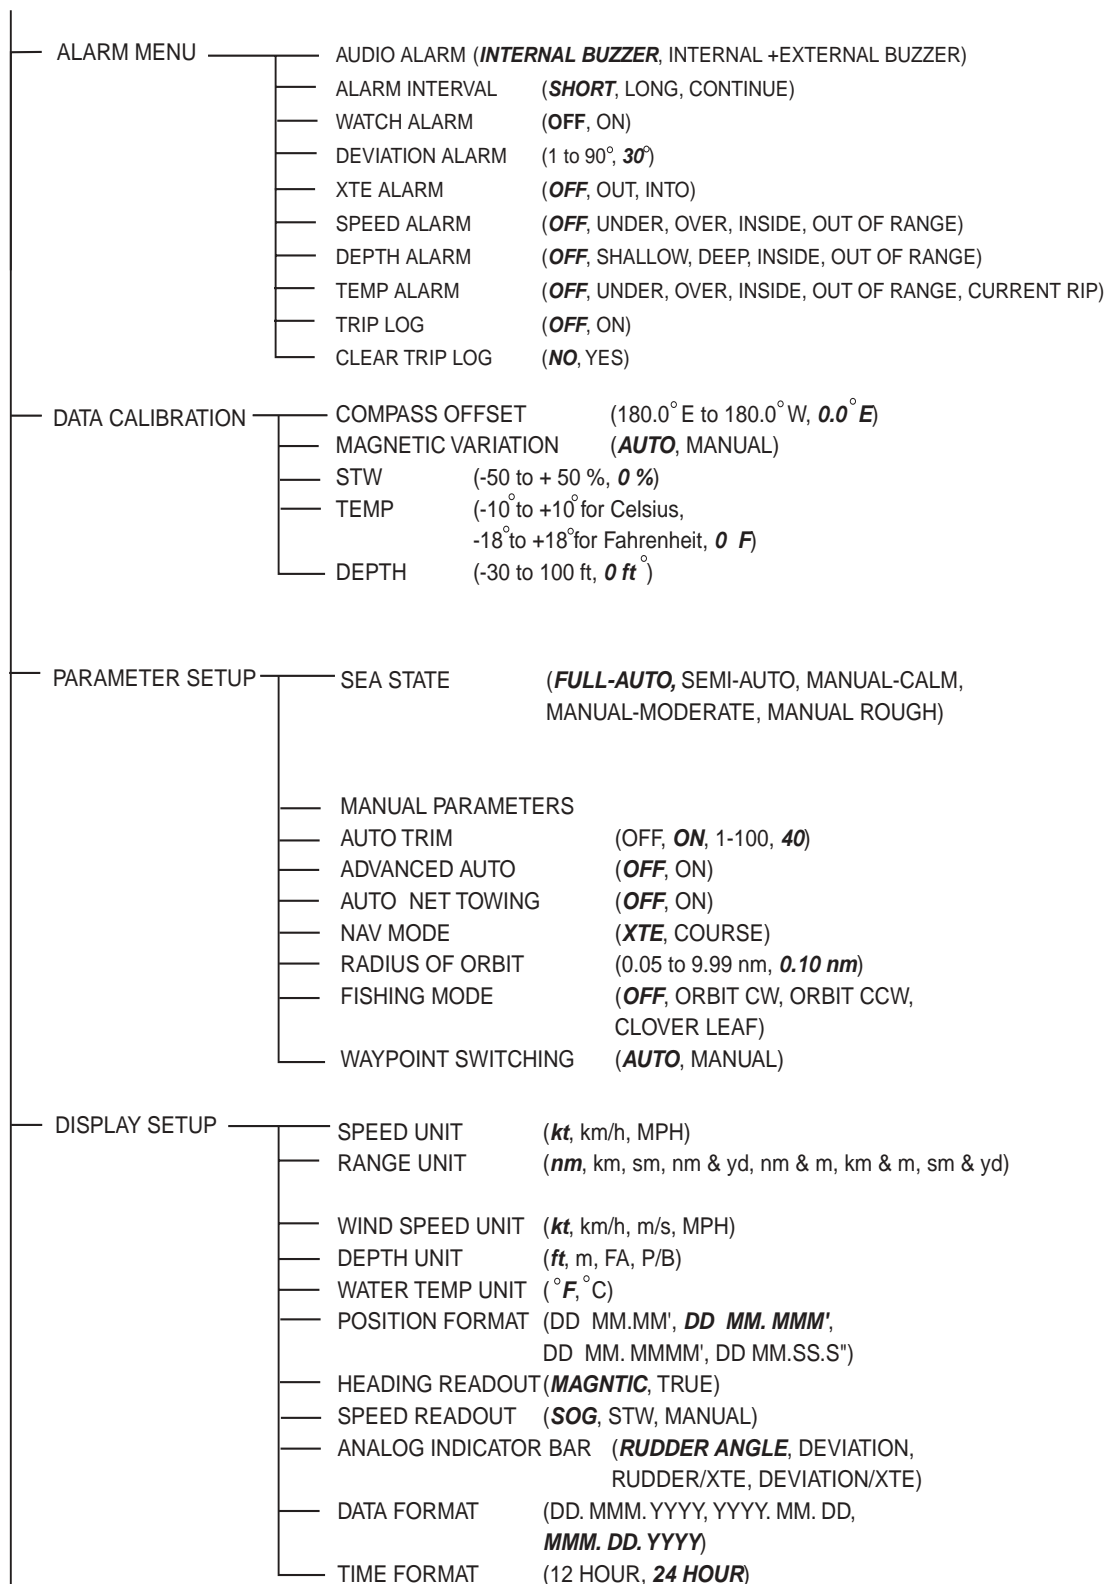 ALARM MENU AUDIO ALARM (INTERNAL BUZZER, INTERNAL +EXTERNAL BUZZER)
ALARM INTERVAL (SHORT, LONG, CONTINUE)
WATCH ALARM (OFF, ON)
DEVIATION ALARM (1 to 90°, 30°)
XTE ALARM (OFF, OUT, INTO)
SPEED ALARM (OFF, UNDER, OVER, INSIDE, OUT OF RANGE)
DEPTH ALARM (OFF, SHALLOW, DEEP, INSIDE, OUT OF RANGE)
TEMP ALARM (OFF, UNDER, OVER, INSIDE, OUT OF RANGE, CURRENT RIP)
TRIP LOG (OFF, ON)
CLEAR TRIP LOG (NO, YES)
DATA CALIBRATION COMPASS OFFSET (180.0° E to 180.0° W, 0.0° E)
MAGNETIC VARIATION (AUTO, MANUAL)
STW (-50 to + 50 %, 0 %)
TEMP (-10° to +10° for Celsius,
-18° to +18° for Fahrenheit, 0 F)
DEPTH (-30 to 100 ft, 0 ft °)
PARAMETER SETUP SEA STATE (FULL-AUTO, SEMI-AUTO, MANUAL-CALM,
MANUAL-MODERATE, MANUAL ROUGH)
MANUAL PARAMETERS
AUTO TRIM (OFF, ON, 1-100, 40)
ADVANCED AUTO (OFF, ON)
AUTO NET TOWING (OFF, ON)
NAV MODE (XTE, COURSE)
RADIUS OF ORBIT (0.05 to 9.99 nm, 0.10 nm)
FISHING MODE (OFF, ORBIT CW, ORBIT CCW,
CLOVER LEAF)
WAYPOINT SWITCHING (AUTO, MANUAL)
DISPLAY SETUP SPEED UNIT (kt, km/h, MPH)
RANGE UNIT (nm, km, sm, nm & yd, nm & m, km & m, sm & yd)
WIND SPEED UNIT (kt, km/h, m/s, MPH)
DEPTH UNIT (ft, m, FA, P/B)
WATER TEMP UNIT (°F, °C)
POSITION FORMAT (DD MM.MM', DD MM. MMM',
DD MM. MMMM', DD MM.SS.S")
HEADING READOUT (MAGNTIC, TRUE)
SPEED READOUT (SOG, STW, MANUAL)
ANALOG INDICATOR BAR (RUDDER ANGLE, DEVIATION,
RUDDER/XTE, DEVIATION/XTE)
DATA FORMAT (DD. MMM. YYYY, YYYY. MM. DD,
MMM. DD. YYYY)
TIME FORMAT (12 HOUR, 24 HOUR)